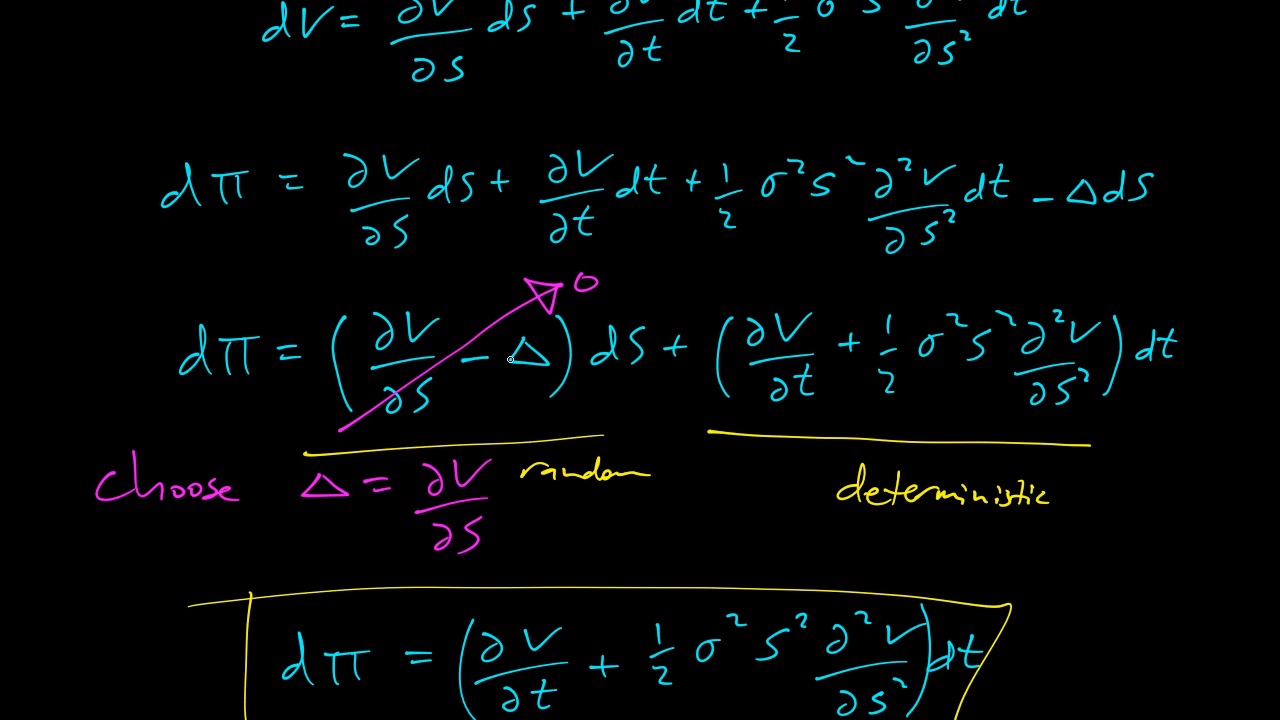 dV = ∂V/∂S dS + ∂V/∂t dt + 1/2 σ² S² ∂²V/∂S² dt
dπ = ∂V/∂S dS + ∂V/∂t dt + 1/2 σ² S² ∂²V/∂S² dt - Δ dS
0
dπ = (∂V/∂S - Δ) dS + (∂V/∂t + 1/2 σ² S² ∂²V/∂S²) dt
choose Δ = ∂V/∂S random deterministic
dπ = (∂V/∂t + 1/2 σ² S² ∂²V/∂S²) dt